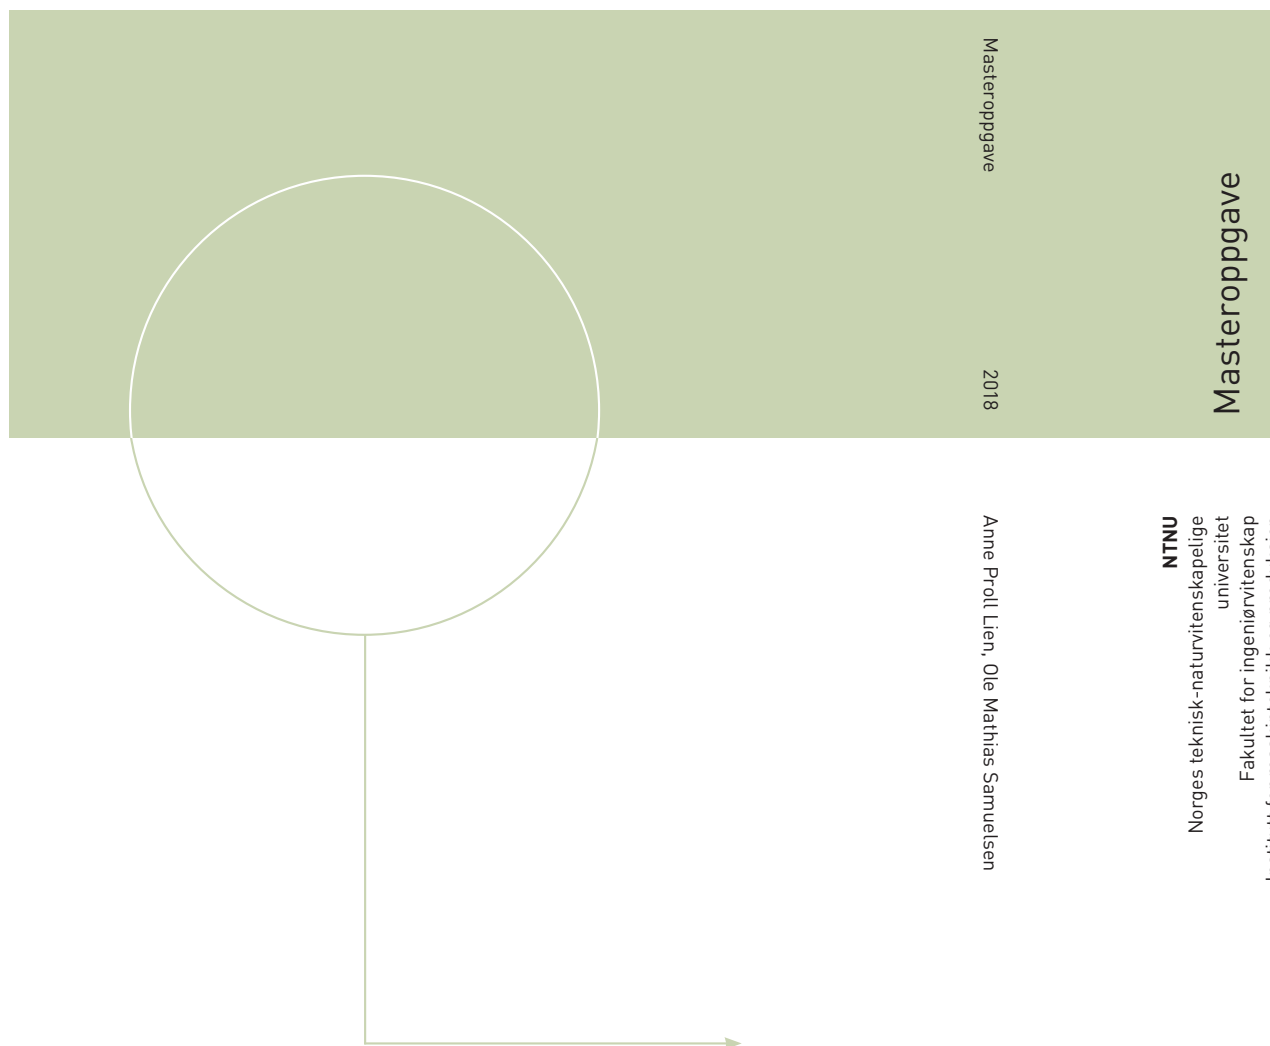 Masteroppgave
2018
Anne Proll Lien, Ole Mathias Samuelsen
Masteroppgave
NTNU
Norges teknisk-naturvitenskapelige
universitet
Fakultet for ingeniørvitenskap